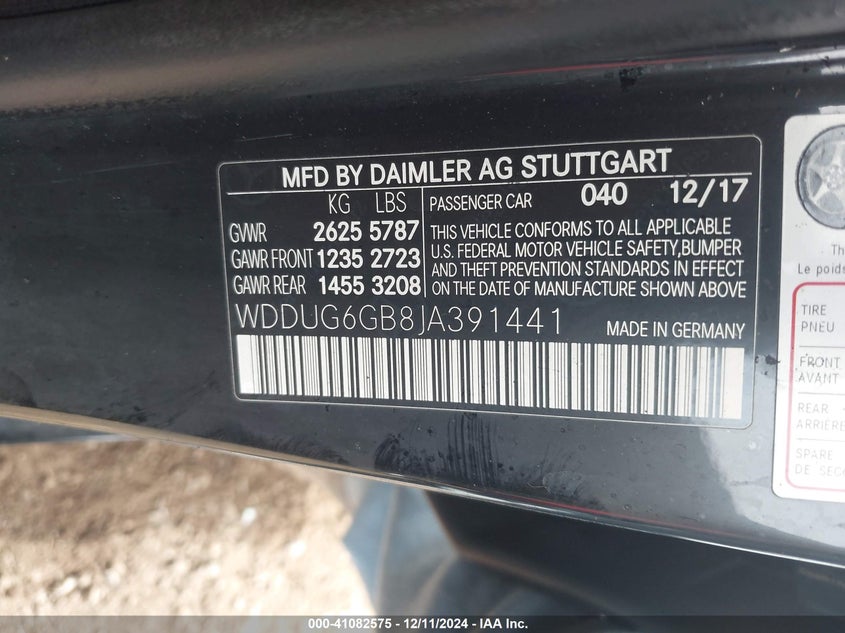 MFD BY DAIMLER AG STUTTGART
KG LBS
GVWR 2625 5787
GAWR FRONT 1235 2723
GAWR REAR 1455 3208
PASSENGER CAR 040 12/17
THIS VEHICLE CONFORMS TO ALL APPLICABLE
U.S. FEDERAL MOTOR VEHICLE SAFETY,BUMPER
AND THEFT PREVENTION STANDARDS IN EFFECT
ON THE DATE OF MANUFACTURE SHOWN ABOVE
WDDUG6GB8JA391441 MADE IN GERMANY
Le poids
TIRE
PNEU
FRONT
AVANT
REAR
ARRIÈRE
SPARE
000-41082575 - 12/11/2024 - IAA Inc.